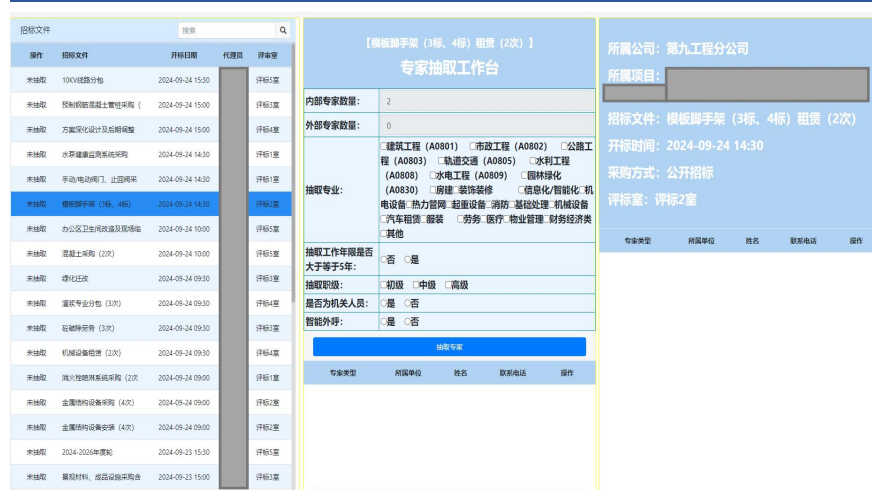 招标文件
搜索
操作 招标文件 开标日期 代理员 评审室
未抽取 10KV线路分包 2024-09-24 15:30 评标5室
未抽取 预制钢筋混凝土管桩采购（ 2024-09-24 15:00 评标3室
未抽取 方案深化设计及后期调整 2024-09-24 15:00 评标4室
未抽取 水泵健康监测系统采购 2024-09-24 14:30 评标1室
未抽取 手动/电动阀门、止回阀采 2024-09-24 14:30 评标1室
未抽取 模板脚手架（3标、4标） 2024-09-24 14:30 评标2室
未抽取 办公区卫生间改造及现场临 2024-09-24 10:00 评标5室
未抽取 混凝土采购（2次） 2024-09-24 10:00 评标5室
未抽取 绿化迁改 2024-09-24 09:30 评标3室
未抽取 灌浆专业分包（3次） 2024-09-24 09:30 评标4室
未抽取 砼破除劳务（3次） 2024-09-24 09:30 评标3室
未抽取 机械设备租赁（2次） 2024-09-24 09:30 评标4室
未抽取 消火栓喷淋系统采购（2次 2024-09-24 09:00 评标1室
未抽取 金属结构设备采购（4次） 2024-09-24 09:00 评标2室
未抽取 金属结构设备安装（4次） 2024-09-24 09:00 评标2室
未抽取 2024-2026年度轮 2024-09-23 15:30 评标5室
未抽取 景观材料、成品设施采购含 2024-09-23 15:00 评标3室
【模板脚手架（3标、4标）租赁（2次）】
专家抽取工作台
内部专家数量： 2
外部专家数量： 0
抽取专业：
□建筑工程（A0801） □市政工程（A0802） □公路工
程（A0803） □轨道交通（A0805） □水利工程
（A0808） □水电工程（A0809） □园林绿化
（A0830） □房建□装饰装修 □信息化/智能化□机
电设备□热力管网□起重设备□消防□基础处理□机械设备
□汽车租赁□服装 □劳务□医疗□物业管理□财务经济类
□其他
抽取工作年限是否
大于等于5年： ○否 ○是
抽取职级： □初级 □中级 □高级
是否为机关人员： ○是 ○否
智能外呼： ○是 ○否
抽取专家
专家类型 所属单位 姓名 联系电话 操作
所属公司：第九工程分公司
所属项目：
招标文件：模板脚手架（3标、4标）租赁（2次）
开标时间：2024-09-24 14:30
采购方式：公开招标
评标室：评标2室
专家类型 所属单位 姓名 联系电话 操作